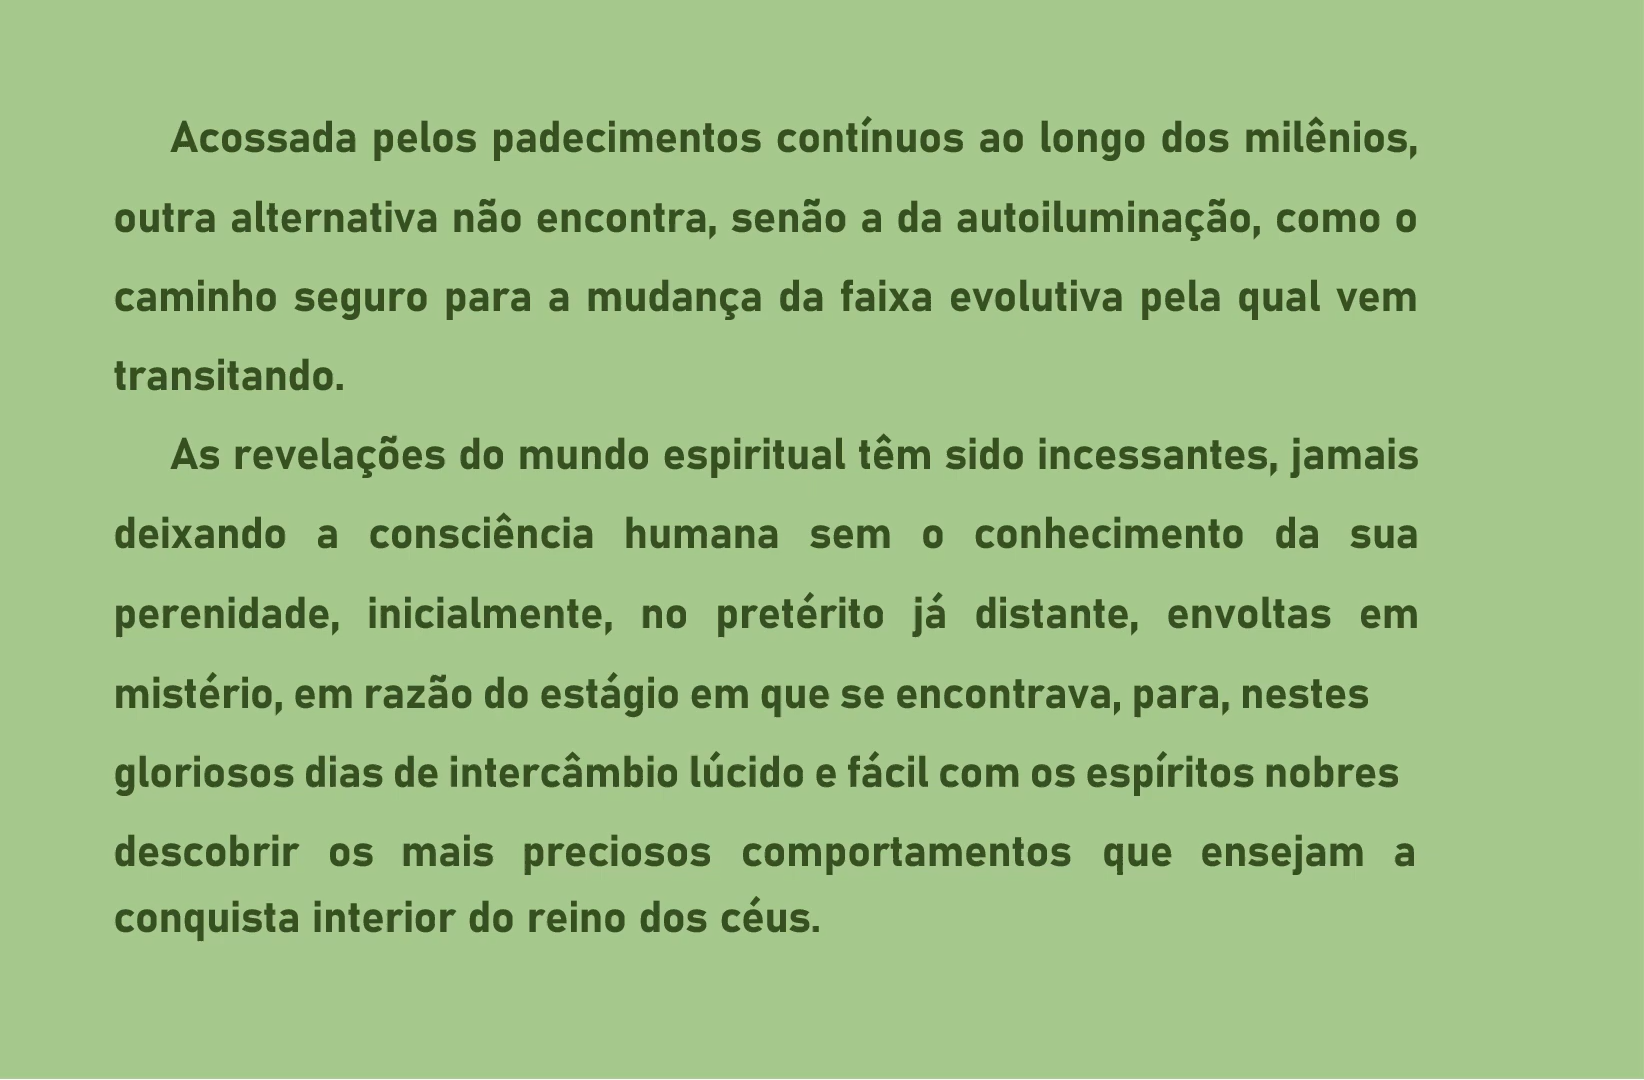 Acossada pelos padecimentos contínuos ao longo dos milênios,
outra alternativa não encontra, senão a da autoiluminação, como o
caminho seguro para a mudança da faixa evolutiva pela qual vem
transitando.
As revelações do mundo espiritual têm sido incessantes, jamais
deixando a consciência humana sem o conhecimento da sua
perenidade, inicialmente, no pretérito já distante, envoltas em
mistério, em razão do estágio em que se encontrava, para, nestes
gloriosos dias de intercâmbio lúcido e fácil com os espíritos nobres
descobrir os mais preciosos comportamentos que ensejam a
conquista interior do reino dos céus.